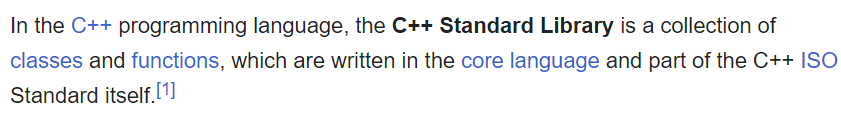 In the C++ programming language, the C++ Standard Library is a collection of
classes and functions, which are written in the core language and part of the C++ ISO
Standard itself.[1]